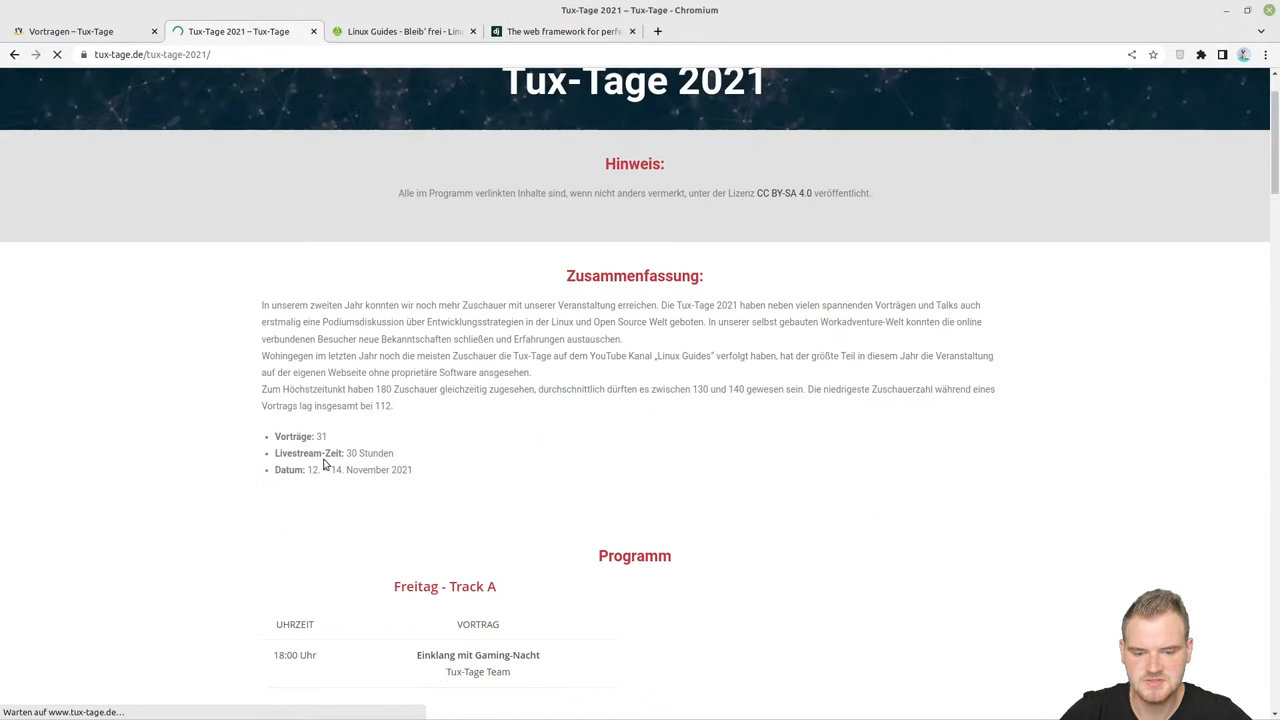 Tux-Tage 2021 – Tux-Tage - Chromium
Vortragen – Tux-Tage
Tux-Tage 2021 – Tux-Tage
Linux Guides - Bleib' frei - Linu
The web framework for perfe
tux-tage.de/tux-tage-2021/
Tux-Tage 2021
Hinweis:
Alle im Programm verlinkten Inhalte sind, wenn nicht anders vermerkt, unter der Lizenz CC BY-SA 4.0 veröffentlicht.
Zusammenfassung:
In unserem zweiten Jahr konnten wir noch mehr Zuschauer mit unserer Veranstaltung erreichen. Die Tux-Tage 2021 haben neben vielen spannenden Vorträgen und Talks auch
erstmalig eine Podiumsdiskussion über Entwicklungsstrategien in der Linux und Open Source Welt geboten. In unserer selbst gebauten Workadventure-Welt konnten die online
verbundenen Besucher neue Bekanntschaften schließen und Erfahrungen austauschen.
Wohingegen im letzten Jahr noch die meisten Zuschauer die Tux-Tage auf dem YouTube Kanal „Linux Guides“ verfolgt haben, hat der größte Teil in diesem Jahr die Veranstaltung
auf der eigenen Webseite ohne proprietäre Software angesehen.
Zum Höchstzeitunkt haben 180 Zuschauer gleichzeitig zugesehen, durchschnittlich dürften es zwischen 130 und 140 gewesen sein. Die niedrigste Zuschauerzahl während eines
Vortrags lag insgesamt bei 112.
Vorträge: 31
Livestream-Zeit: 30 Stunden
Datum: 12. - 14. November 2021
Programm
Freitag - Track A
UHRZEIT VORTRAG
18:00 Uhr Einklang mit Gaming-Nacht
Tux-Tage Team
Warten auf www.tux-tage.de…